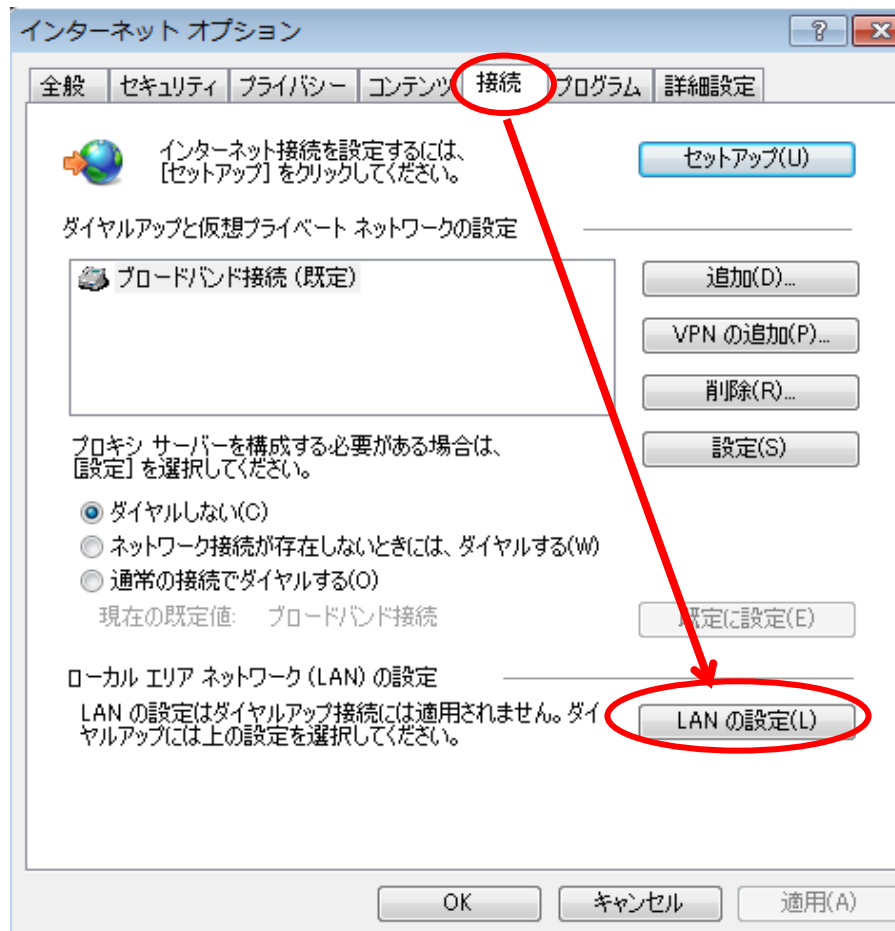 インターネット オプション
全般 セキュリティ プライバシー コンテンツ 接続 プログラム 詳細設定
インターネット接続を設定するには、
[セットアップ] をクリックしてください。
セットアップ(U)
ダイヤルアップと仮想プライベート ネットワークの設定
ブロードバンド接続 (既定)
追加(D)...
VPN の追加(P)...
削除(R)...
プロキシ サーバーを構成する必要がある場合は、
[設定] を選択してください。
設定(S)
ダイヤルしない(C)
ネットワーク接続が存在しないときには、ダイヤルする(W)
通常の接続でダイヤルする(O)
現在の既定値: ブロードバンド接続
既定に設定(E)
ローカル エリア ネットワーク (LAN) の設定
LAN の設定はダイヤルアップ接続には適用されません。ダイ
ヤルアップには上の設定を選択してください。
LAN の設定(L)
OK キャンセル 適用(A)